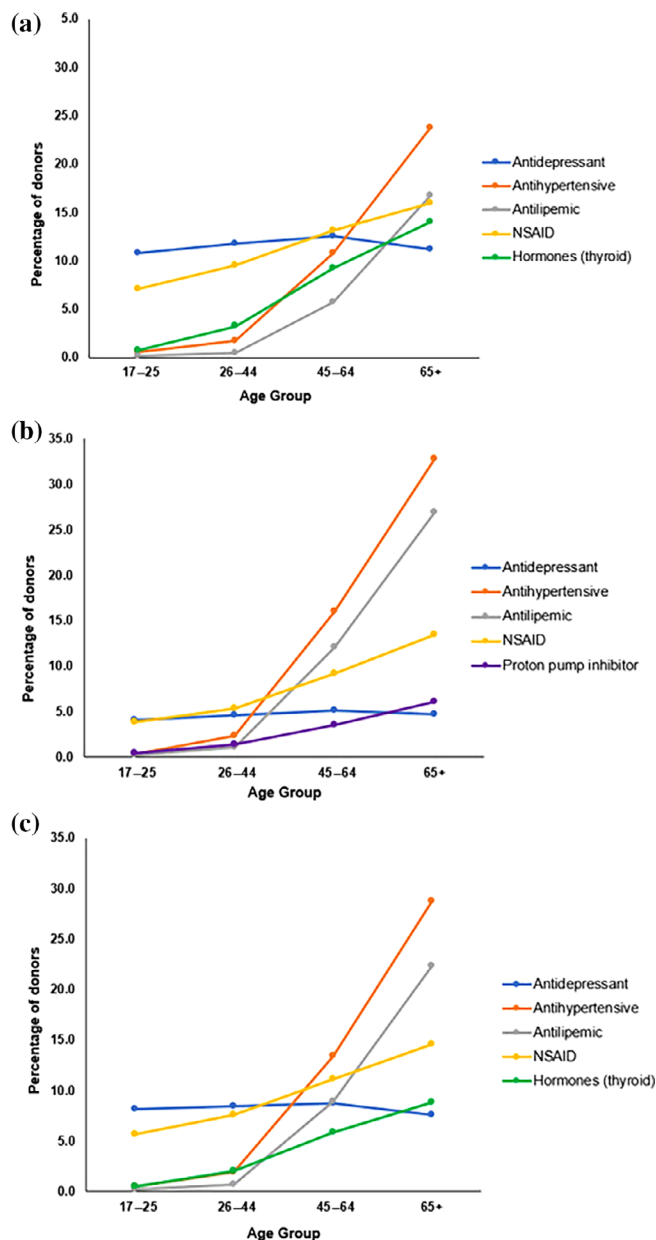 (a)
5.0
30.0
25.0
20.0
15.0
10.0
5.0
0.0
Percentage of donors
17–25
26–44
45–64
65+
Age Group
Antidepressant
Antihypertensive
Antilipemic
NSAID
Hormones (thyroid)
(b)
35.0
30.0
25.0
20.0
15.0
10.0
5.0
0.0
Percentage of donors
17–25
26–44
45–64
65+
Age Group
Antidepressant
Antihypertensive
Antilipemic
NSAID
Proton pump inhibitor
(c)
35.0
30.0
25.0
20.0
15.0
10.0
5.0
0.0
Percentage of donors
17–25
26–44
45–64
65+
Age Group
Antidepressant
Antihypertensive
Antilipemic
NSAID
Hormones (thyroid)